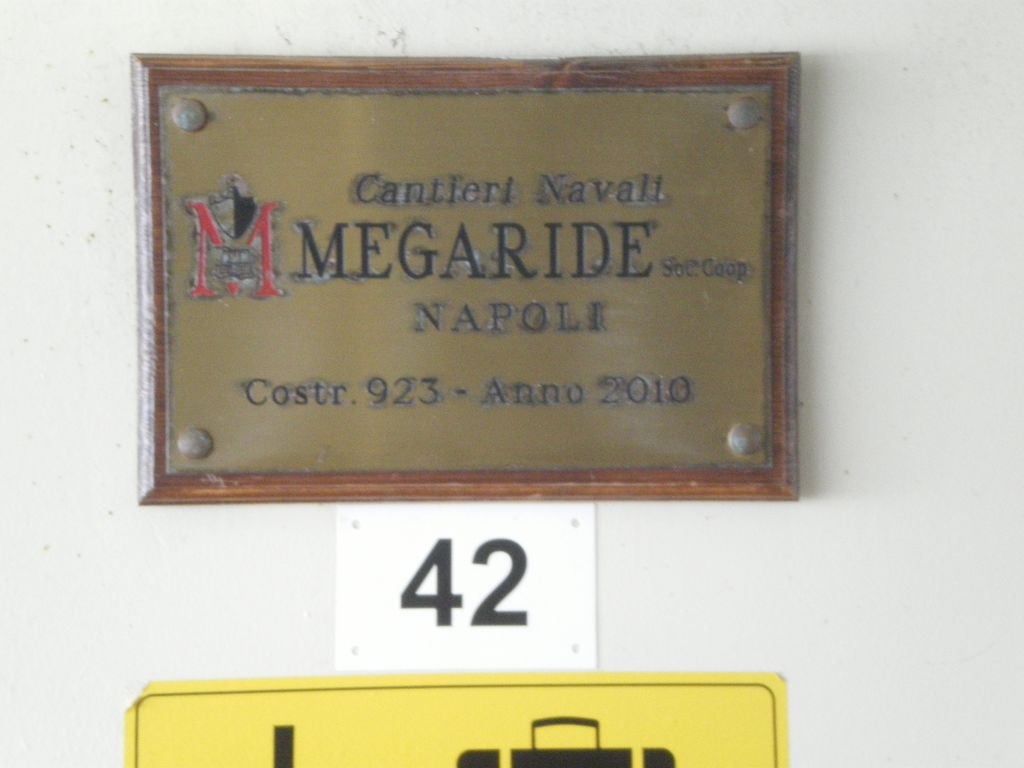 Cantieri Navali
MEGARIDE Soc. Coop
NAPOLI
Costr. 923 - Anno 2010
42